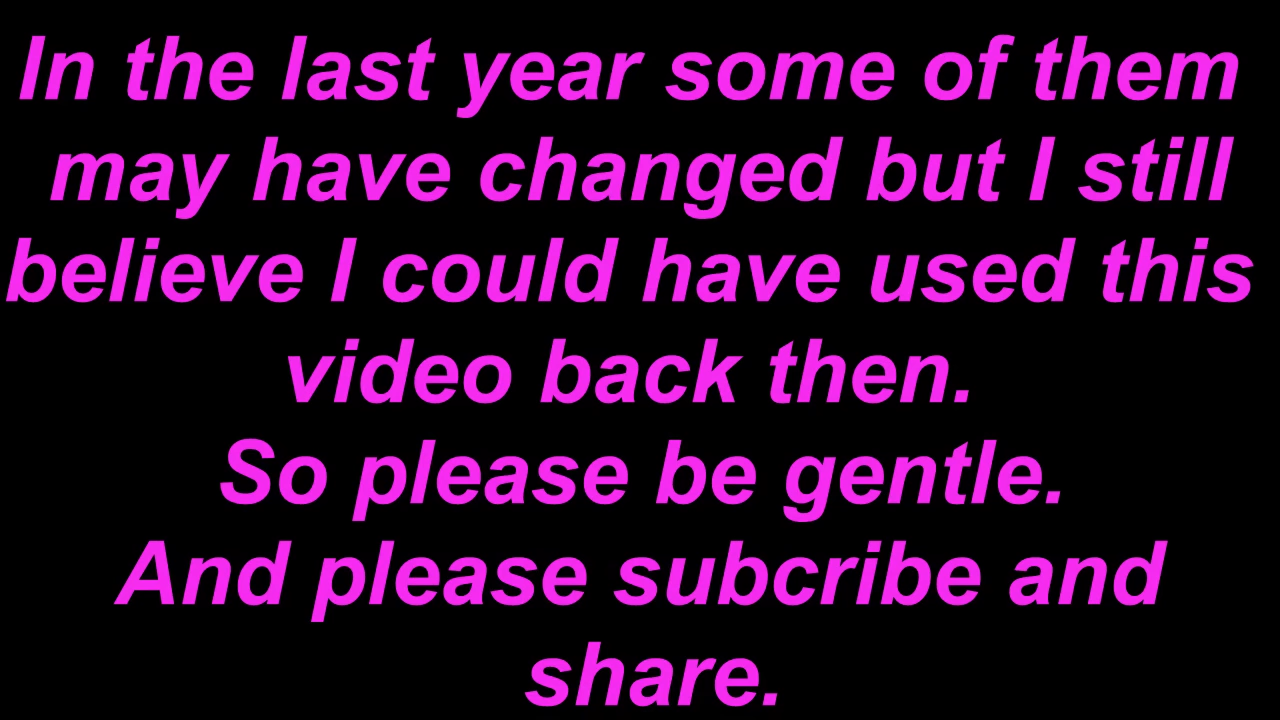 In the last year some of them
may have changed but I still
believe I could have used this
video back then.
So please be gentle.
And please subcribe and
share.